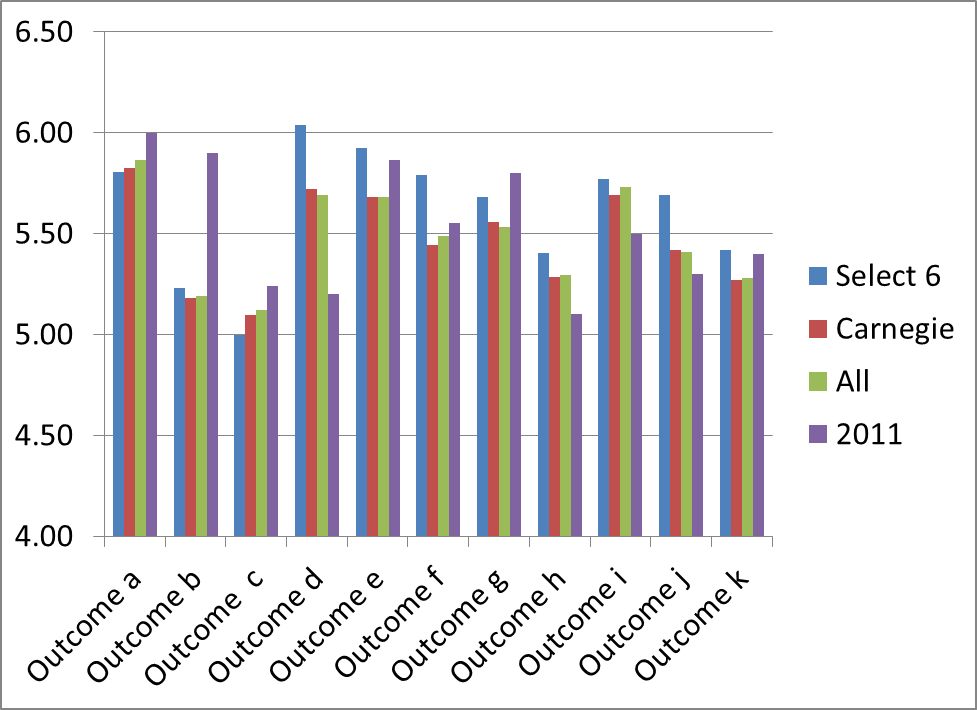 6.50
6.00
5.50
5.00
4.50
4.00
Outcome a
Outcome b
Outcome c
Outcome d
Outcome e
Outcome f
Outcome g
Outcome h
Outcome i
Outcome j
Outcome k
Select 6
Carnegie
All
2011